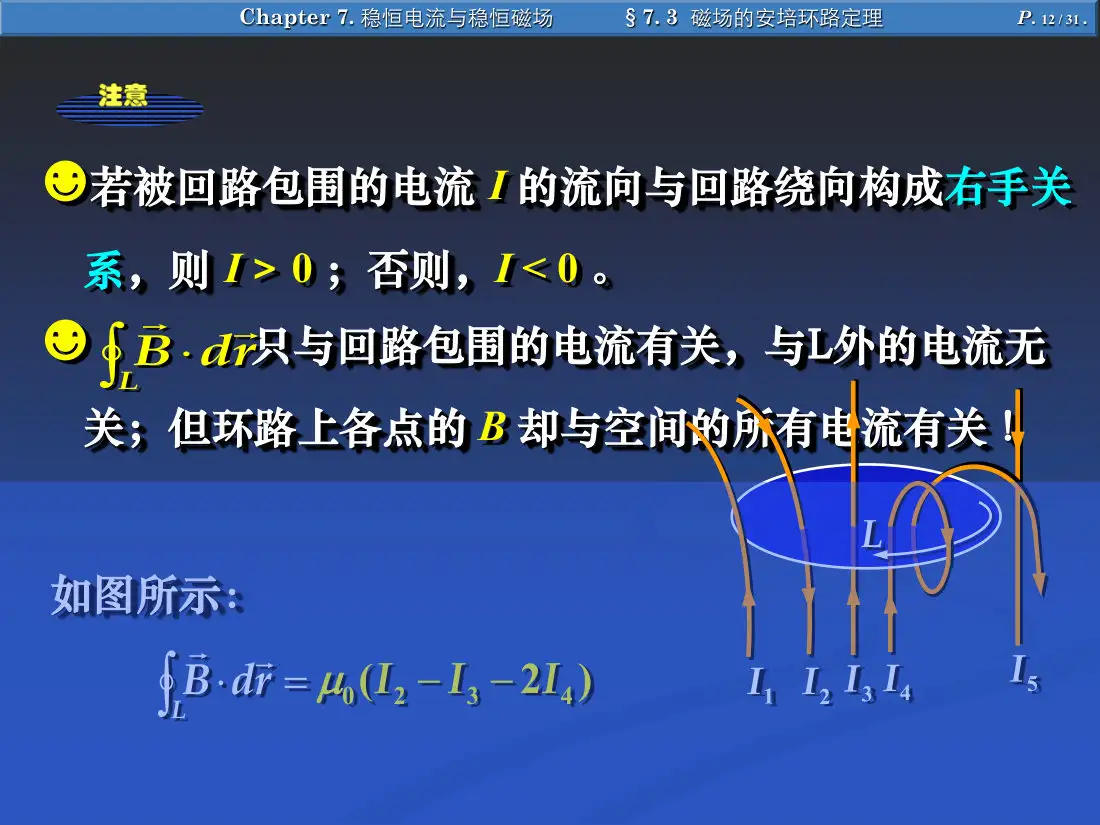 Chapter 7. 稳恒电流与稳恒磁场 §7. 3 磁场的安培环路定理 P. 12 / 31 .
注意
若被回路包围的电流 I 的流向与回路绕向构成右手关
系，则 I > 0 ；否则，I < 0 。
∮_L B⃗ · dr⃗ 只与回路包围的电流有关，与L外的电流无
关；但环路上各点的 B 却与空间的所有电流有关！
L
如图所示：
∮_L B⃗ · dr⃗ = μ₀ (I₂ − I₃ − 2I₄)
I₁ I₂ I₃ I₄ I₅